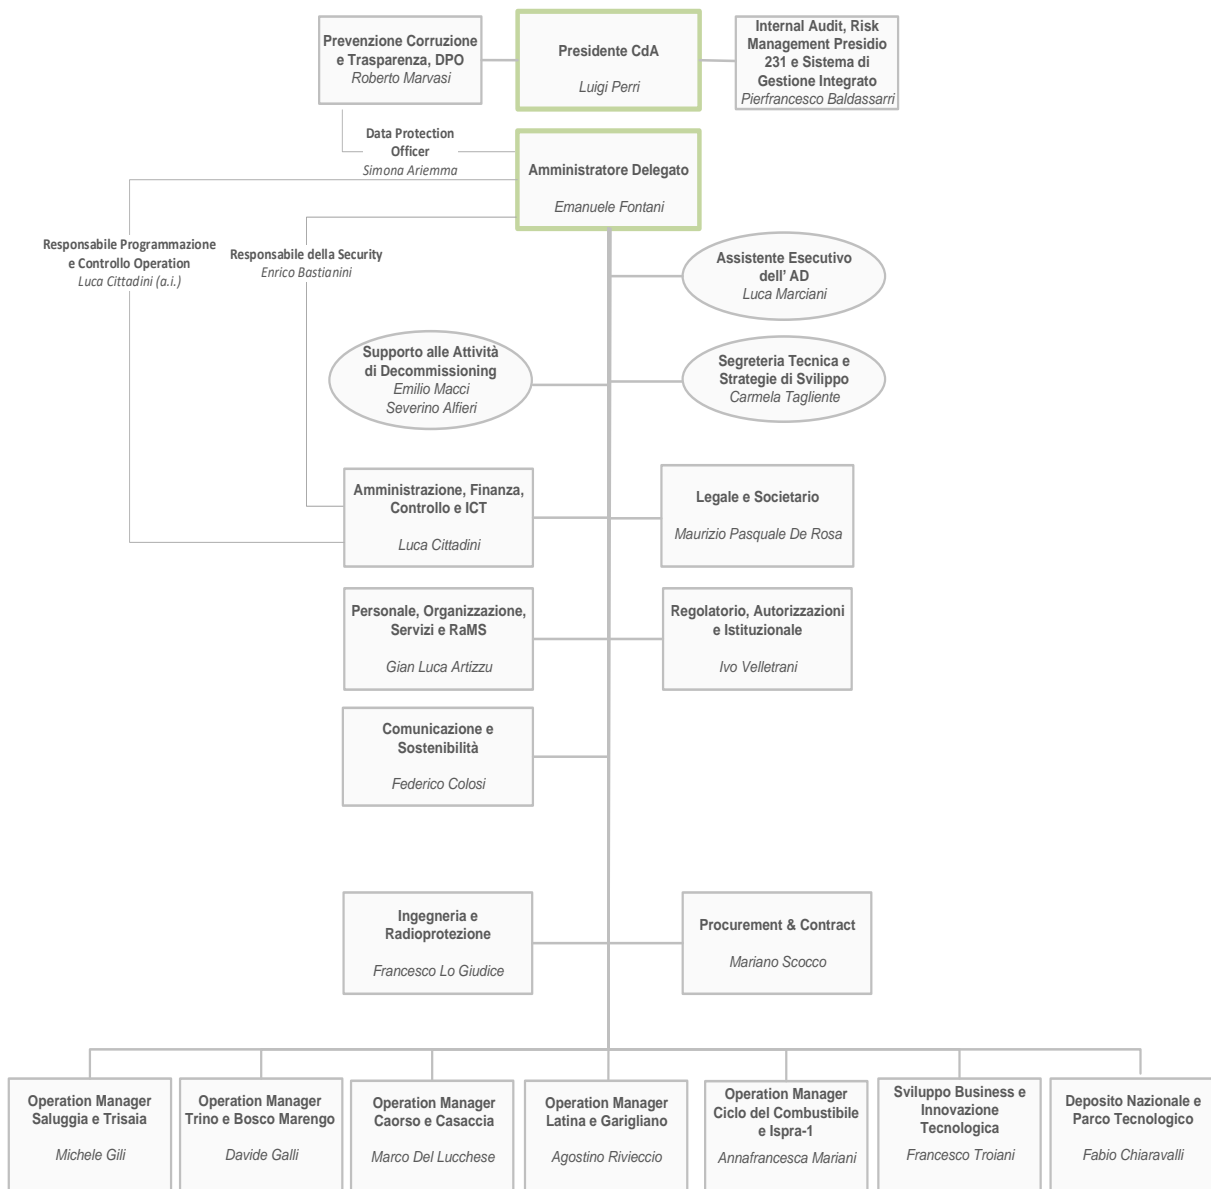 Prevenzione Corruzione
e Trasparenza, DPO
Roberto Marvasi
Presidente CdA
Luigi Perri
Internal Audit, Risk
Management Presidio
231 e Sistema di
Gestione Integrato
Pierfrancesco Baldassarri
Data Protection
Officer
Simona Ariemma
Amministratore Delegato
Emanuele Fontani
Responsabile Programmazione
e Controllo Operation
Luca Cittadini (a.i.)
Responsabile della Security
Enrico Bastianini
Assistente Esecutivo
dell' AD
Luca Marciani
Supporto alle Attività
di Decommissioning
Emilio Macci
Severino Alfieri
Segreteria Tecnica e
Strategie di Sviluppo
Carmela Tagliente
Amministrazione, Finanza,
Controllo e ICT
Luca Cittadini
Legale e Societario
Maurizio Pasquale De Rosa
Personale, Organizzazione,
Servizi e RaMS
Gian Luca Artizzu
Regolatorio, Autorizzazioni
e Istituzionale
Ivo Velletrani
Comunicazione e
Sostenibilità
Federico Colosi
Ingegneria e
Radioprotezione
Francesco Lo Giudice
Procurement & Contract
Mariano Scocco
Operation Manager
Saluggia e Trisaia
Michele Gili
Operation Manager
Trino e Bosco Marengo
Davide Galli
Operation Manager
Caorso e Casaccia
Marco Del Lucchese
Operation Manager
Latina e Garigliano
Agostino Rivieccio
Operation Manager
Ciclo del Combustibile
e Ispra-1
Annafrancesca Mariani
Sviluppo Business e
Innovazione
Tecnologica
Francesco Troiani
Deposito Nazionale e
Parco Tecnologico
Fabio Chiaravalli